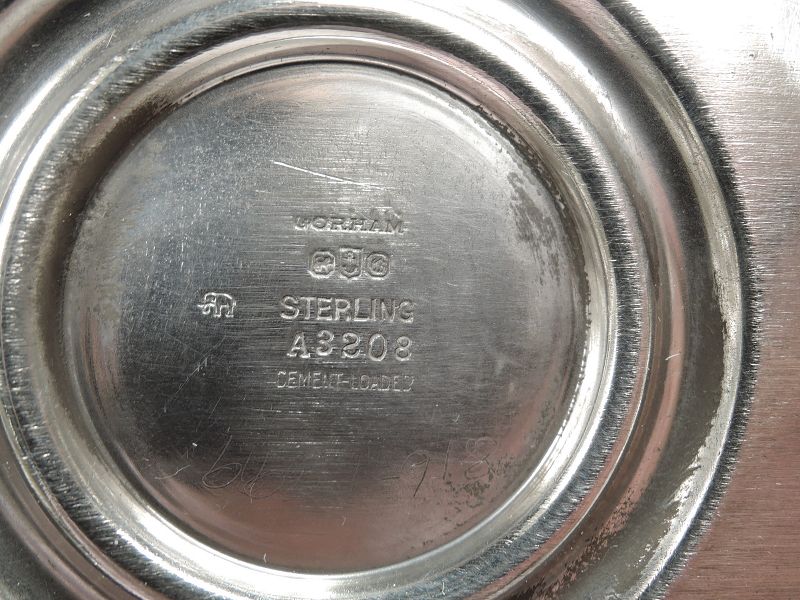 GORHAM
STERLING
A3208
CEMENT-LOADED